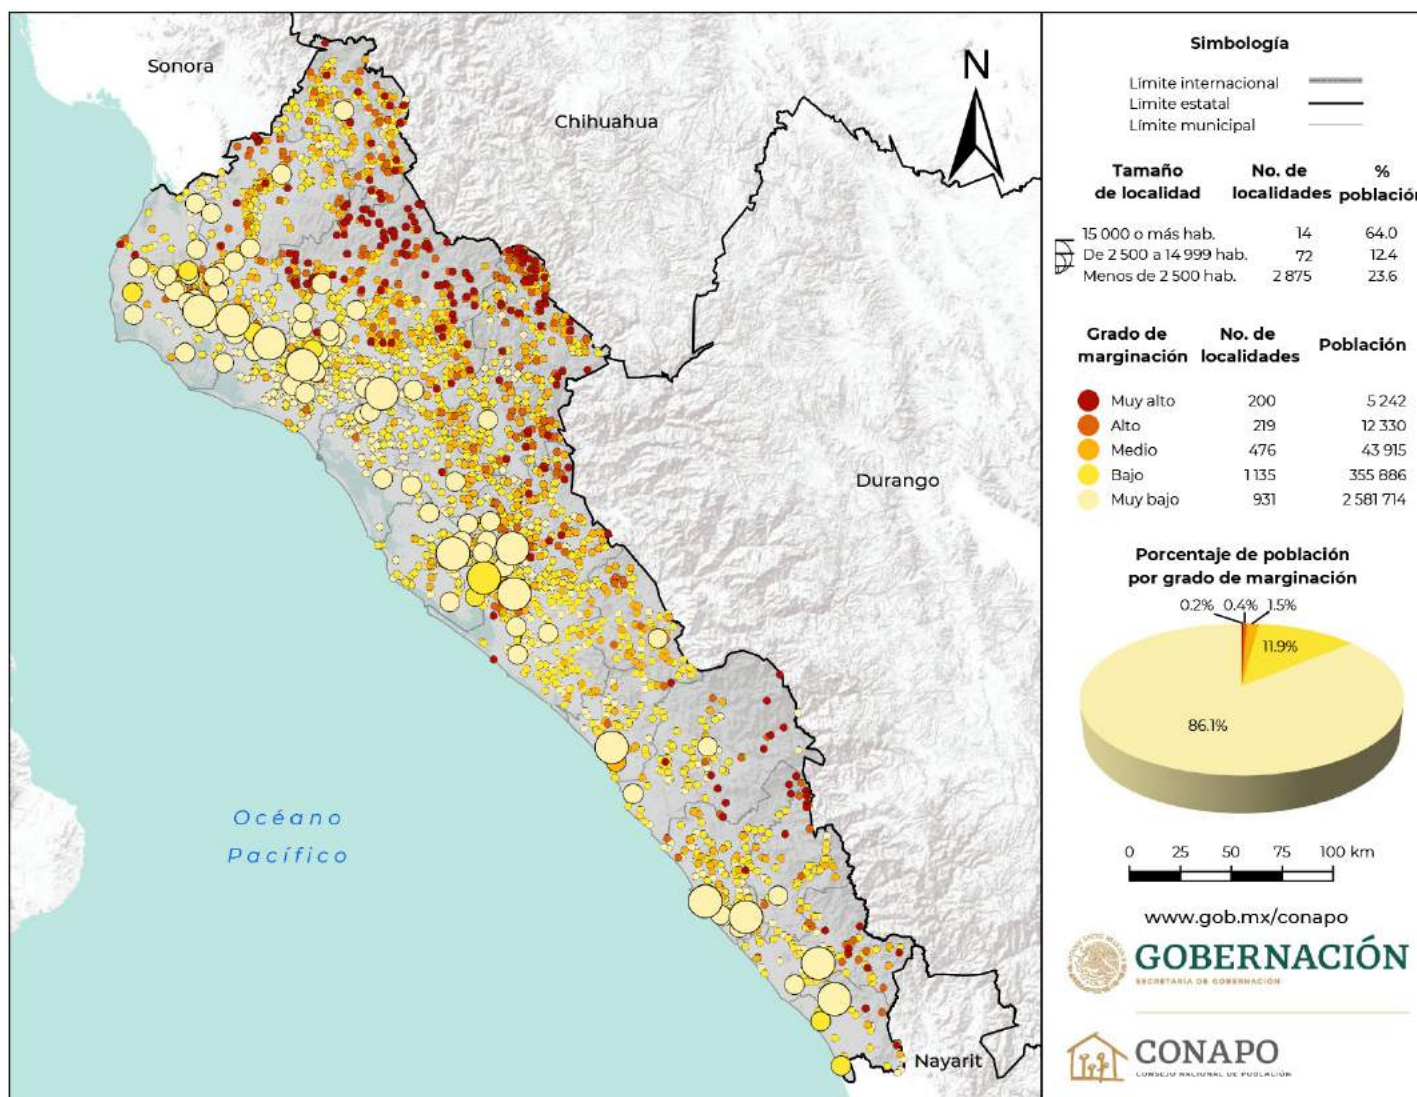 Sonora
Chihuahua
N
Durango
Océano
Pacífico
Nayarit
Simbología
Límite internacional
Límite estatal
Límite municipal
Tamaño de localidad No. de localidades % población
15 000 o más hab. 14 64.0
De 2 500 a 14 999 hab. 72 12.4
Menos de 2 500 hab. 2 875 23.6
Grado de marginación No. de localidades Población
Muy alto 200 5 242
Alto 219 12 330
Medio 476 43 915
Bajo 1 135 355 886
Muy bajo 931 2 581 714
Porcentaje de población
por grado de marginación
0.2% 0.4% 1.5%
11.9%
86.1%
0 25 50 75 100 km
www.gob.mx/conapo
GOBERNACIÓN
SECRETARÍA DE GOBERNACIÓN
CONAPO
CONSEJO NACIONAL DE POBLACIÓN